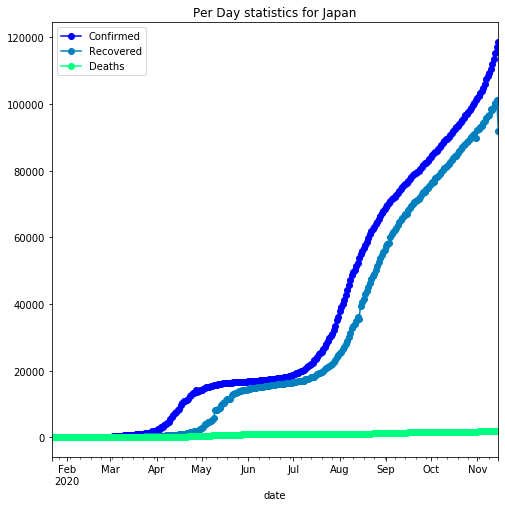 Per Day statistics for Japan
Confirmed
Recovered
Deaths
120000
100000
80000
60000
40000
20000
0
Feb Mar Apr May Jun Jul Aug Sep Oct Nov
2020
date